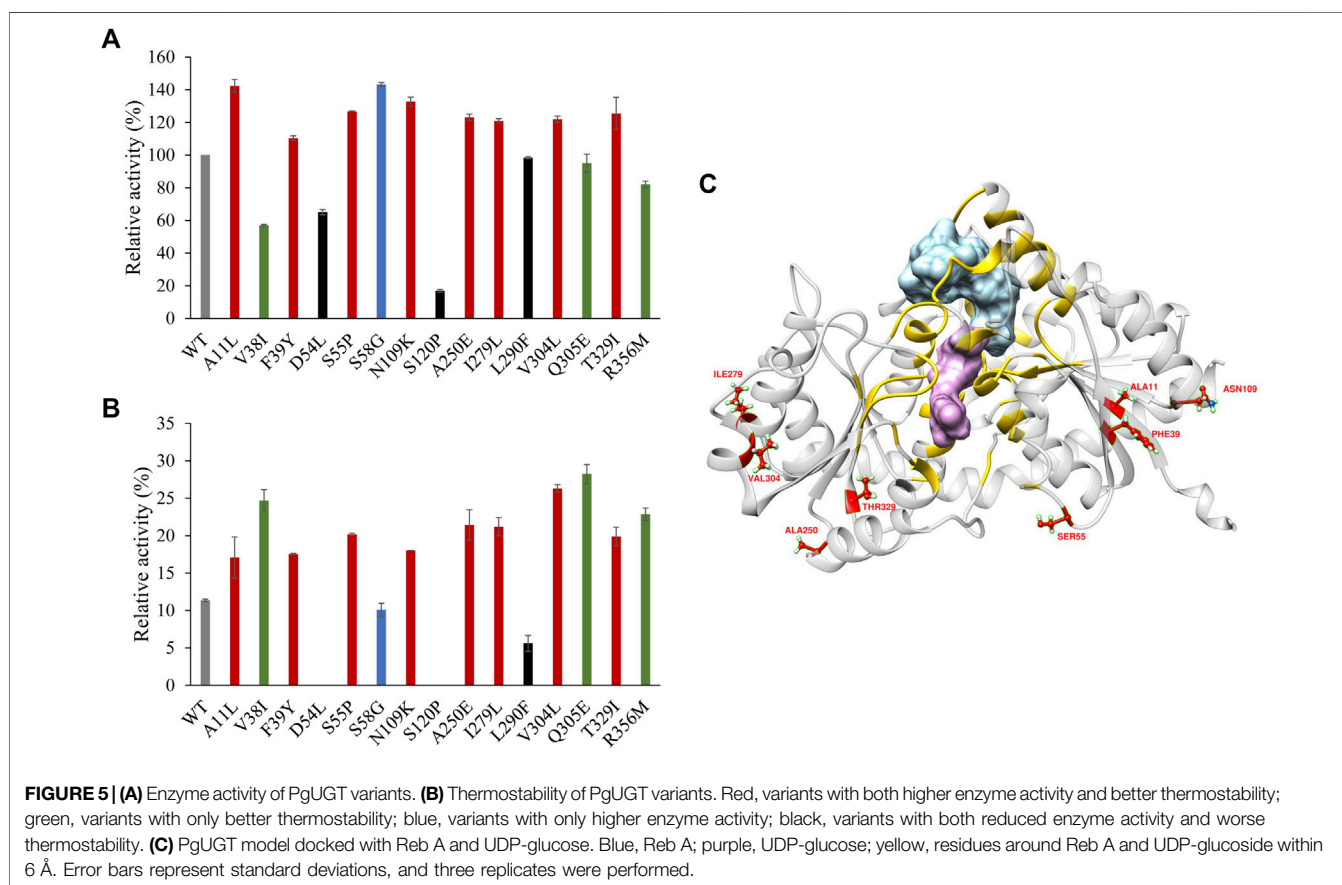 A
160
140
120
100
80
60
40
20
0
Relative activity (%)
WT
A11L
V38I
F39Y
D54L
S55P
S58G
N109K
S120P
A250E
I279L
L290F
V304L
Q305E
T329I
R356M
B
35
30
25
20
15
10
5
0
Relative activity (%)
WT
A11L
V38I
F39Y
D54L
S55P
S58G
N109K
S120P
A250E
I279L
L290F
V304L
Q305E
T329I
R356M
C
ILE279
VAL304
ALA250
THR329
SER55
ALA11
ASN109
PHE39
FIGURE 5 | (A) Enzyme activity of PgUGT variants. (B) Thermostability of PgUGT variants. Red, variants with both higher enzyme activity and better thermostability;
green, variants with only better thermostability; blue, variants with only higher enzyme activity; black, variants with both reduced enzyme activity and worse
thermostability. (C) PgUGT model docked with Reb A and UDP-glucose. Blue, Reb A; purple, UDP-glucose; yellow, residues around Reb A and UDP-glucoside within
6 Å. Error bars represent standard deviations, and three replicates were performed.